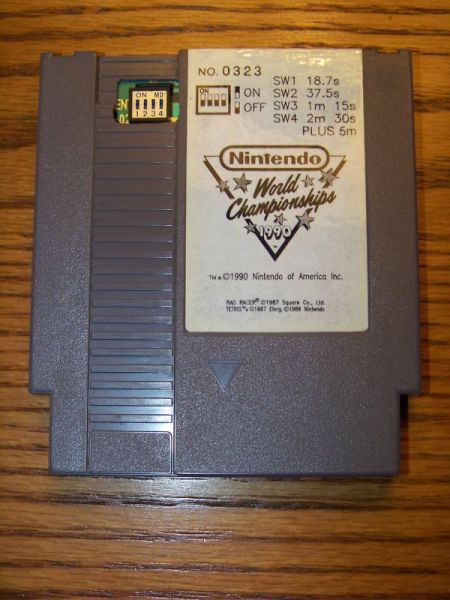 NO. 0323
SW1 18.7s
SW2 37.5s
SW3 1m 15s
SW4 2m 30s
PLUS 5m
ON
ON
OFF
ON
1 2 3 4
EN
Nintendo
World
Championships
1990
TM & ©1990 Nintendo of America Inc.
RAD RACER® ©1987 Square Co., Ltd.
TETRIS™ ©1987 Elorg. ©1989 Nintendo